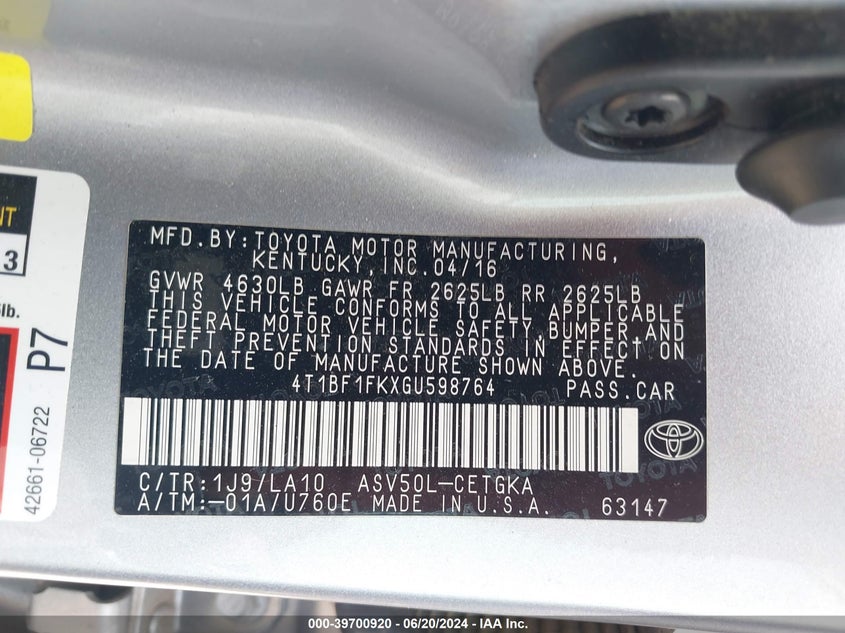 MFD. BY: TOYOTA MOTOR MANUFACTURING,
KENTUCKY, INC. 04/16
GVWR 4630LB GAWR FR 2625LB RR 2625LB
THIS VEHICLE CONFORMS TO ALL APPLICABLE
FEDERAL MOTOR VEHICLE SAFETY, BUMPER, AND
THEFT PREVENTION STANDARDS IN EFFECT ON
THE DATE OF MANUFACTURE SHOWN ABOVE.
4T1BF1FKXGU598764 PASS. CAR
C/TR: 1J9/LA10 ASV50L-CETGKA
A/TM: -01A/U760E MADE IN U.S.A. 63147
P7
42661-06722
3
lb.
000-39700920 - 06/20/2024 - IAA Inc.